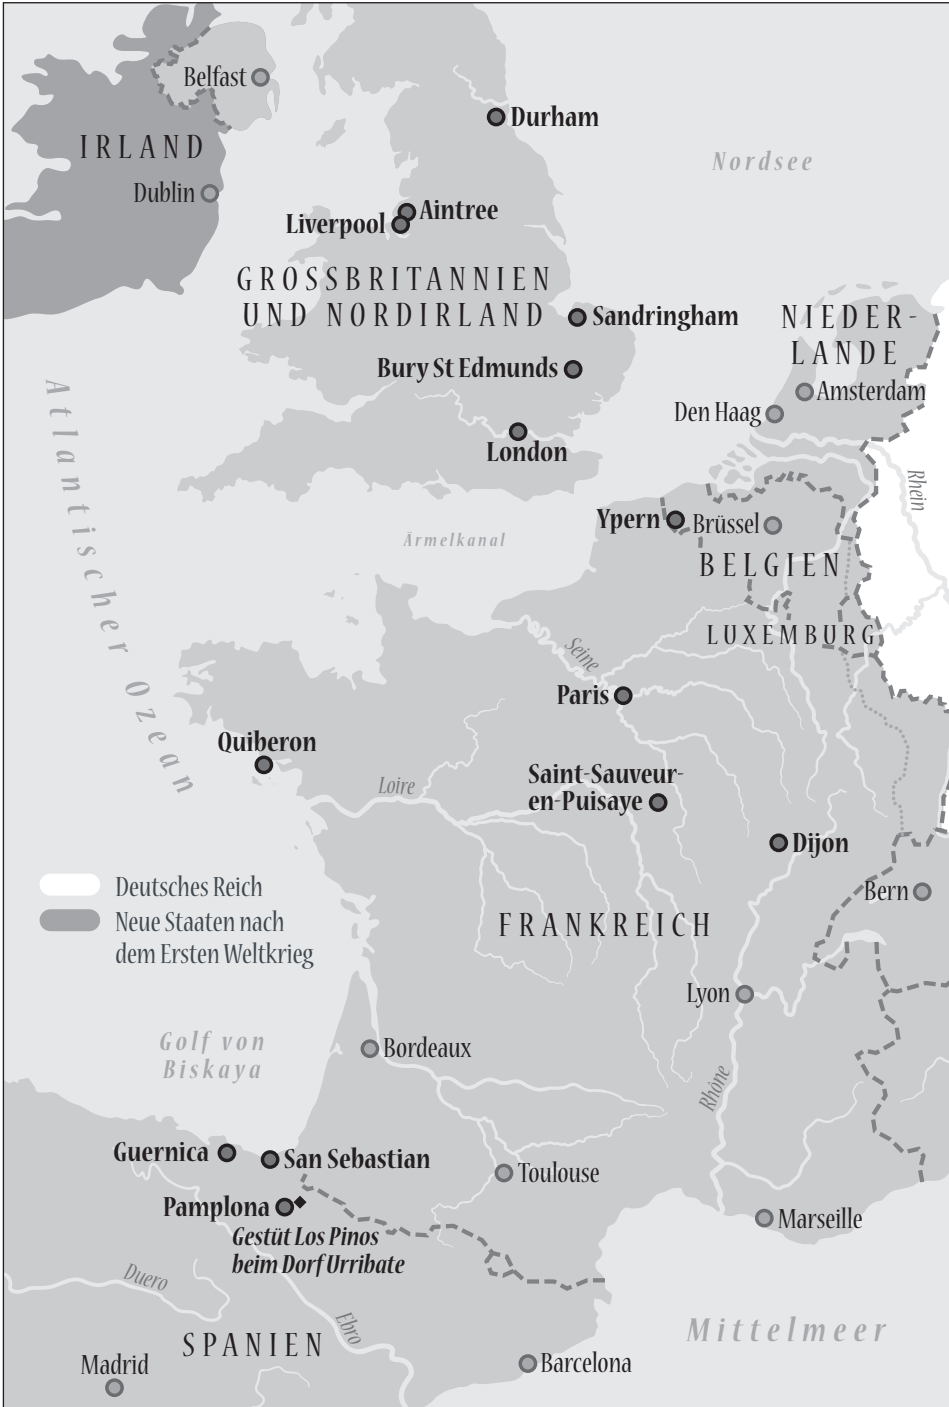 Belfast
Durham
IRLAND
Nordsee
Dublin
Aintree
Liverpool
GROSSBRITANNIEN
UND NORDIRLAND
Sandringham
NIEDER-
LANDE
Bury St Edmunds
Amsterdam
Den Haag
Atlantischer Ozean
London
Rhein
Ypern
Brüssel
Ärmelkanal
BELGIEN
LUXEMBURG
Seine
Paris
Quiberon
Loire
Saint-Sauveur-
en-Puisaye
Dijon
Deutsches Reich
Bern
Neue Staaten nach
dem Ersten Weltkrieg
FRANKREICH
Lyon
Golf von
Biskaya
Bordeaux
Rhône
Guernica
San Sebastian
Toulouse
Pamplona
Marseille
Gestüt Los Pinos
beim Dorf Urribate
Duero
Ebro
Mittelmeer
SPANIEN
Madrid
Barcelona